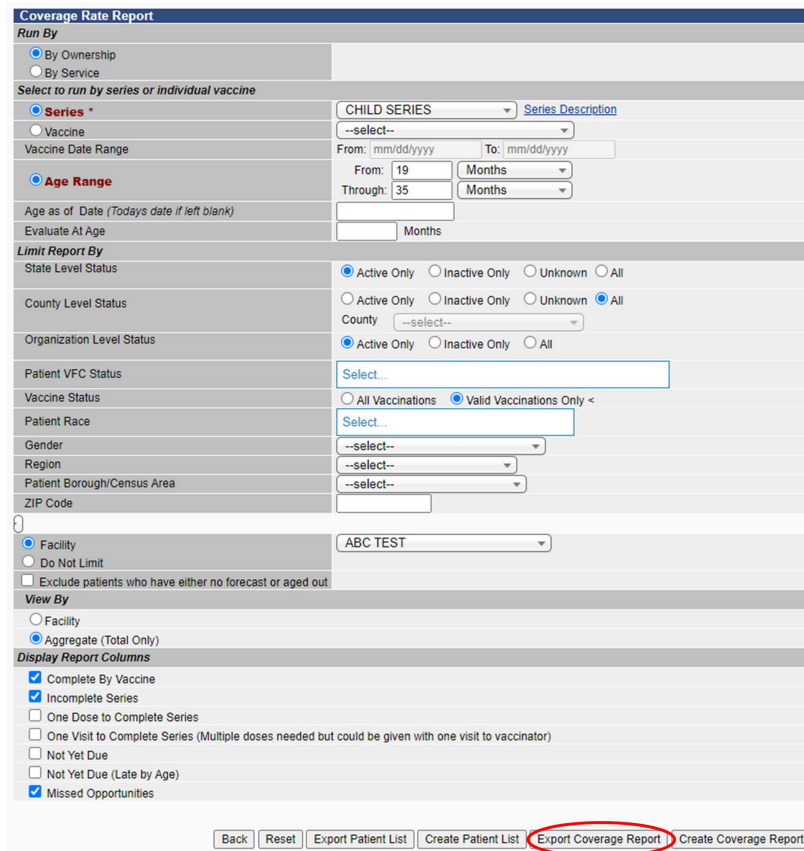 Coverage Rate Report
Run By
By Ownership
By Service
Select to run by series or individual vaccine
Series * CHILD SERIES Series Description
Vaccine --select--
Vaccine Date Range From: mm/dd/yyyy To: mm/dd/yyyy
Age Range From: 19 Months
Through: 35 Months
Age as of Date (Todays date if left blank)
Evaluate At Age Months
Limit Report By
State Level Status Active Only Inactive Only Unknown All
County Level Status Active Only Inactive Only Unknown All
County --select--
Organization Level Status Active Only Inactive Only All
Patient VFC Status Select...
Vaccine Status All Vaccinations Valid Vaccinations Only <
Patient Race Select...
Gender --select--
Region --select--
Patient Borough/Census Area --select--
ZIP Code
Facility ABC TEST
Do Not Limit
Exclude patients who have either no forecast or aged out
View By
Facility
Aggregate (Total Only)
Display Report Columns
Complete By Vaccine
Incomplete Series
One Dose to Complete Series
One Visit to Complete Series (Multiple doses needed but could be given with one visit to vaccinator)
Not Yet Due
Not Yet Due (Late by Age)
Missed Opportunities
Back Reset Export Patient List Create Patient List Export Coverage Report Create Coverage Report